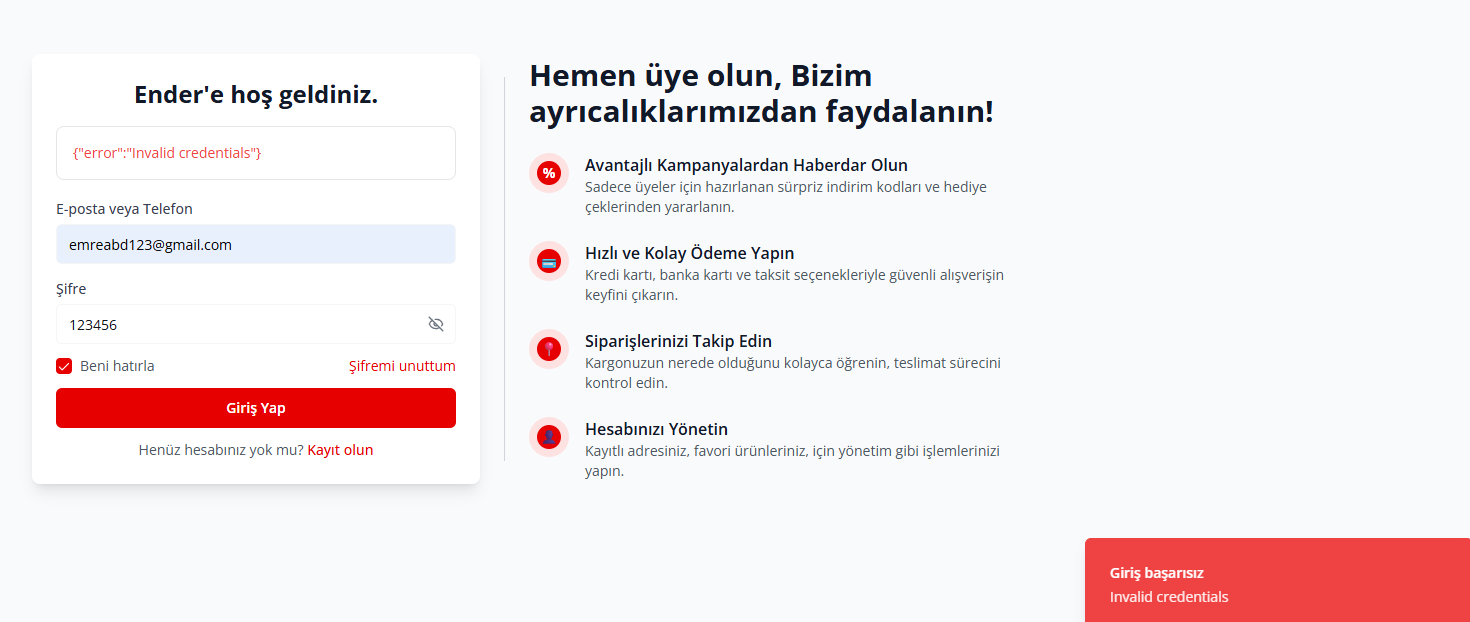 Ender'e hoş geldiniz.
{"error":"Invalid credentials"}
E-posta veya Telefon
emreabd123@gmail.com
Şifre
123456
Beni hatırla
Şifremi unuttum
Giriş Yap
Henüz hesabınız yok mu? Kayıt olun
Hemen üye olun, Bizim
ayrıcalıklarımızdan faydalanın!
%
Avantajlı Kampanyalardan Haberdar Olun
Sadece üyeler için hazırlanan sürpriz indirim kodları ve hediye
çeklerinden yararlanın.
Hızlı ve Kolay Ödeme Yapın
Kredi kartı, banka kartı ve taksit seçenekleriyle güvenli alışverişin
keyfini çıkarın.
Siparişlerinizi Takip Edin
Kargonuzun nerede olduğunu kolayca öğrenin, teslimat sürecini
kontrol edin.
Hesabınızı Yönetin
Kayıtlı adresiniz, favori ürünleriniz, için yönetim gibi işlemlerinizi
yapın.
Giriş başarısız
Invalid credentials